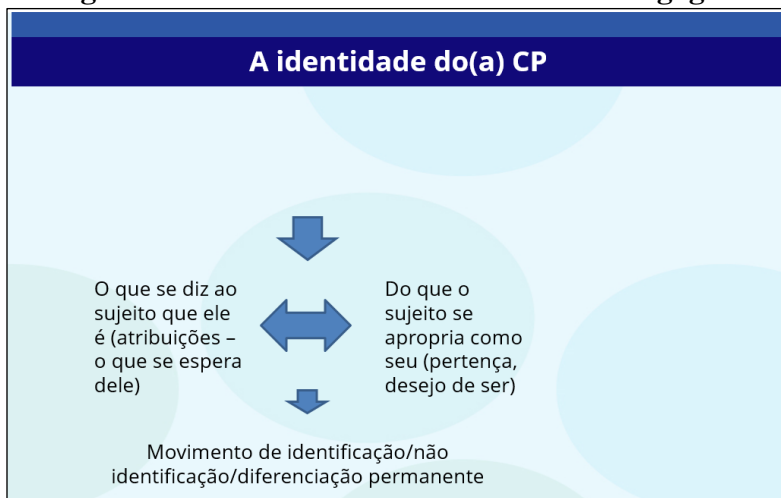 A identidade do(a) CP
O que se diz ao
sujeito que ele
é (atribuições –
o que se espera
dele)
Do que o
sujeito se
apropria como
seu (pertença,
desejo de ser)
Movimento de identificação/não
identificação/diferenciação permanente